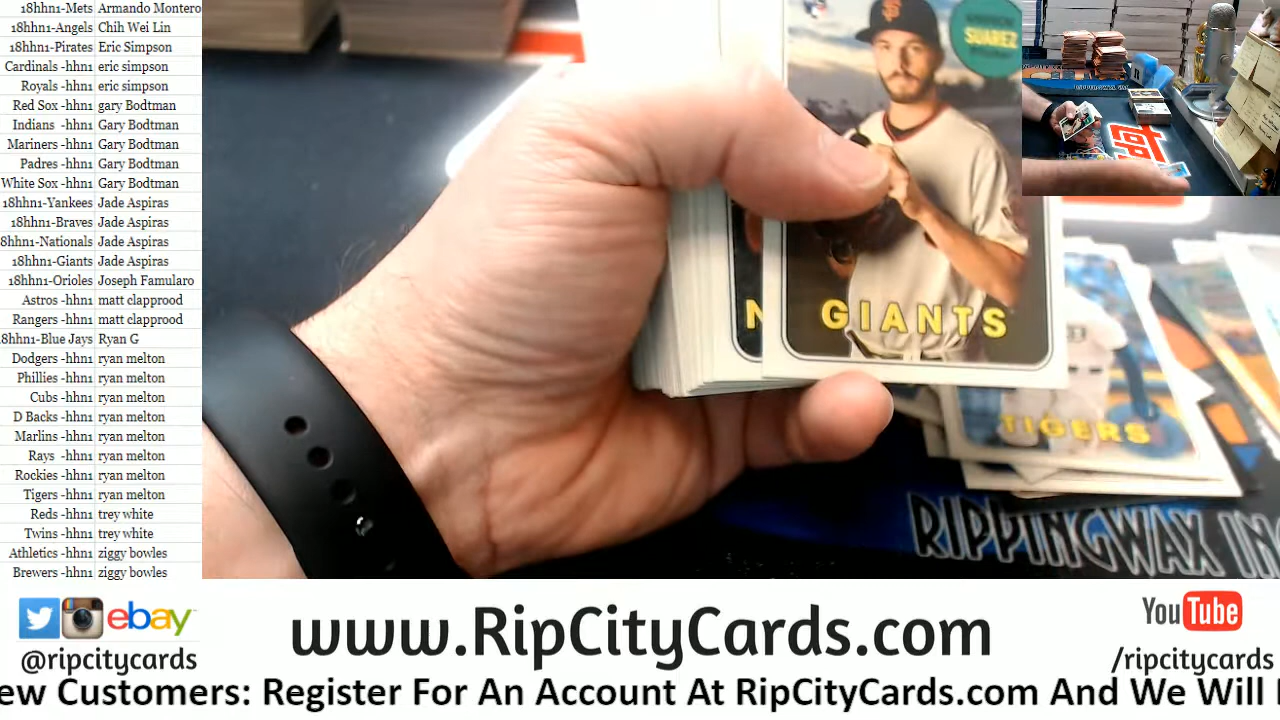 18hhn1-Mets Armando Montero
18hhn1-Angels Chih Wei Lin
18hhn1-Pirates Eric Simpson
Cardinals -hhn1 eric simpson
Royals -hhn1 eric simpson
Red Sox -hhn1 gary Bodtman
Indians -hhn1 Gary Bodtman
Mariners -hhn1 Gary Bodtman
Padres -hhn1 Gary Bodtman
White Sox -hhn1 Gary Bodtman
18hhn1-Yankees Jade Aspiras
18hhn1-Braves Jade Aspiras
8hhn1-Nationals Jade Aspiras
18hhn1-Giants Jade Aspiras
18hhn1-Orioles Joseph Famularo
Astros -hhn1 matt clapprood
Rangers -hhn1 matt clapprood
8hhn1-Blue Jays Ryan G
Dodgers -hhn1 ryan melton
Phillies -hhn1 ryan melton
Cubs -hhn1 ryan melton
D Backs -hhn1 ryan melton
Marlins -hhn1 ryan melton
Rays -hhn1 ryan melton
Rockies -hhn1 ryan melton
Tigers -hhn1 ryan melton
Reds -hhn1 trey white
Twins -hhn1 trey white
Athletics -hhn1 ziggy bowles
Brewers -hhn1 ziggy bowles
SUAREZ
N
GIANTS
TIGERS
RIPPINGWAX IN
ebay
@ripcitycards
www.RipCityCards.com
YouTube
/ripcitycards
ew Customers: Register For An Account At RipCityCards.com And We Will